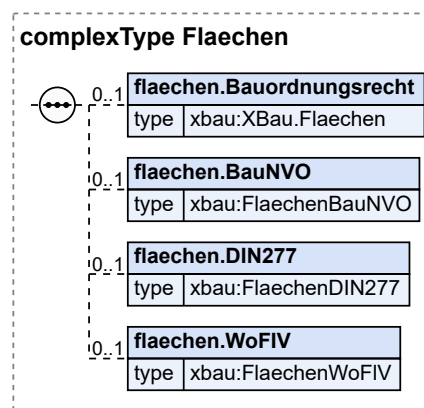 complexType Flaechen
0..1 flaechen.Bauordnungsrecht
type xbau:XBau.Flaechen
0..1 flaechen.BauNVO
type xbau:FlaechenBauNVO
0..1 flaechen.DIN277
type xbau:FlaechenDIN277
0..1 flaechen.WoFlV
type xbau:FlaechenWoFlV